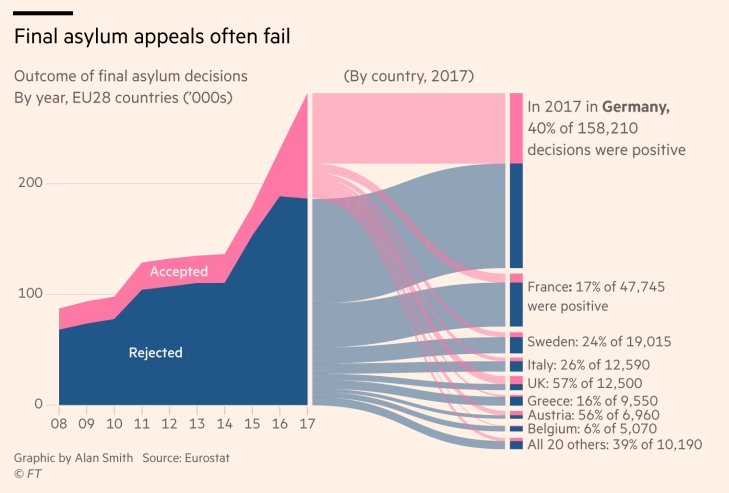 Final asylum appeals often fail
Outcome of final asylum decisions
By year, EU28 countries (’000s)
(By country, 2017)
200
100
0
Accepted
Rejected
08 09 10 11 12 13 14 15 16 17
In 2017 in Germany,
40% of 158,210
decisions were positive
France: 17% of 47,745
were positive
Sweden: 24% of 19,015
Italy: 26% of 12,590
UK: 57% of 12,500
Greece: 16% of 9,550
Austria: 56% of 6,960
Belgium: 6% of 5,070
All 20 others: 39% of 10,190
Graphic by Alan Smith Source: Eurostat
© FT